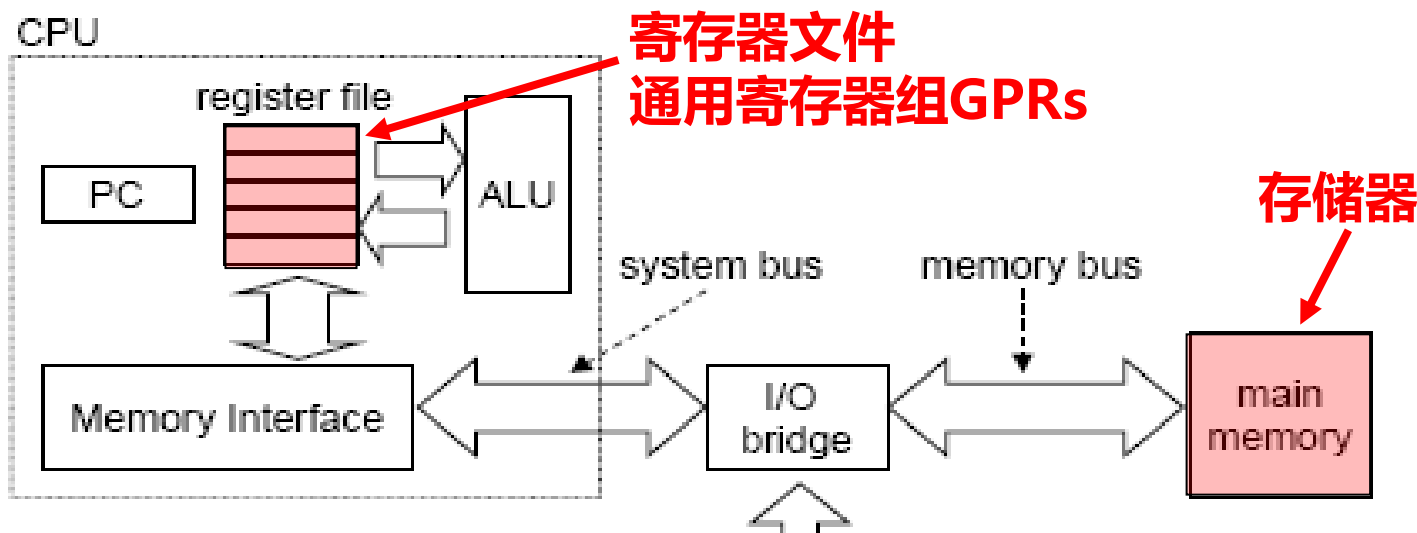 CPU
寄存器文件
通用寄存器组GPRs
register file
PC
ALU
存储器
system bus
memory bus
Memory Interface
I/O
bridge
main
memory